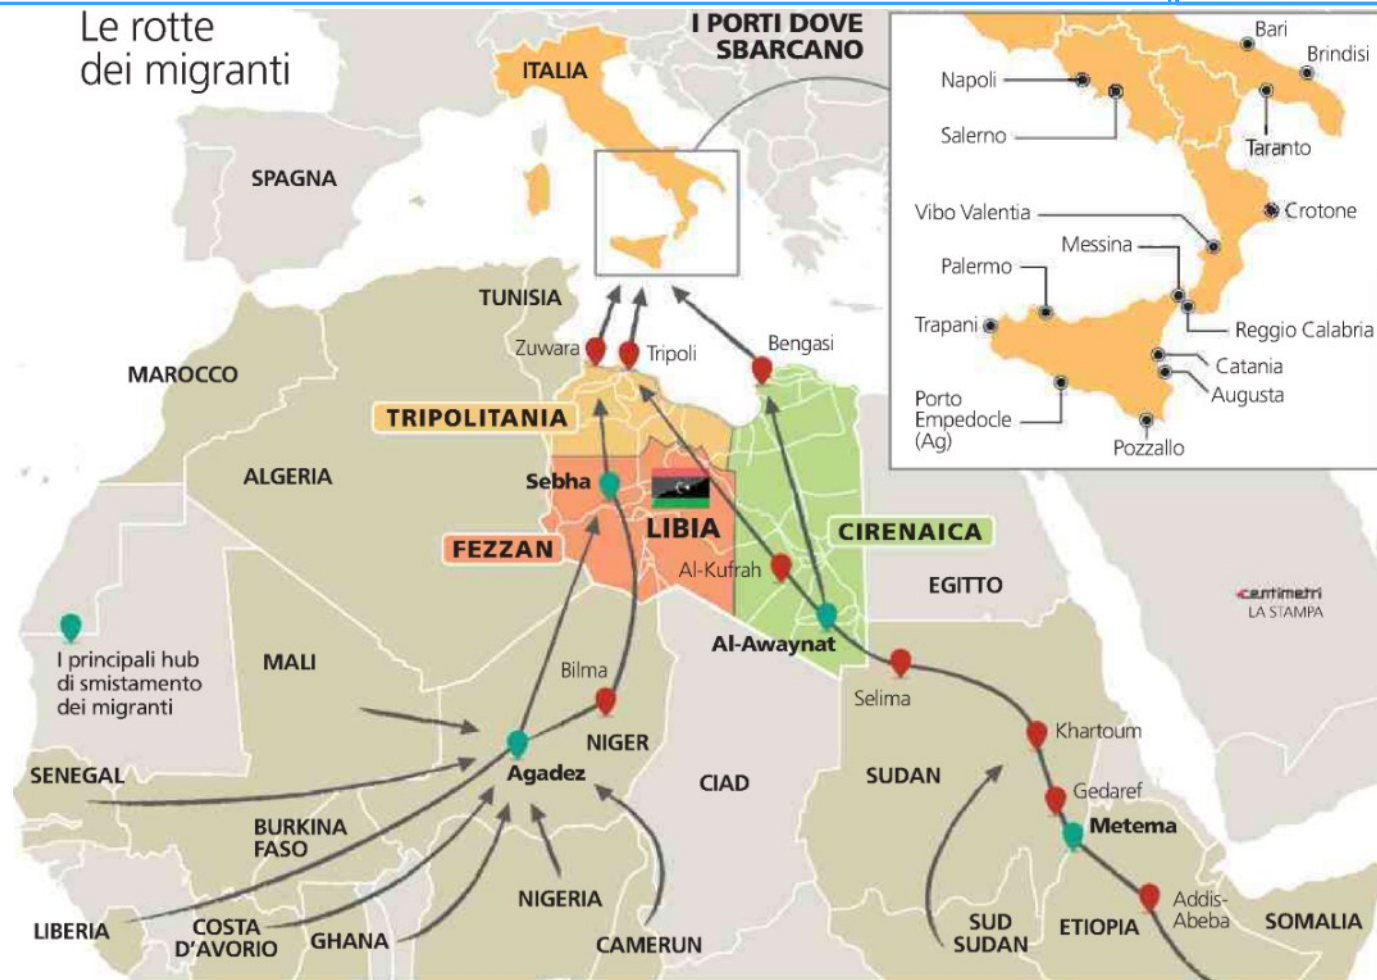 Le rotte
dei migranti
I PORTI DOVE
SBARCANO
ITALIA
SPAGNA
Bari
Brindisi
Napoli
Salerno
Taranto
Vibo Valentia
Crotone
Messina
Palermo
Trapani
Reggio Calabria
Catania
Augusta
Porto
Empedocle
(Ag)
Pozzallo
TUNISIA
Zuwara
Tripoli
Bengasi
MAROCCO
TRIPOLITANIA
ALGERIA
Sebha
LIBIA
FEZZAN
CIRENAICA
Al-Kufrah
EGITTO
centimetri
LA STAMPA
Al-Awaynat
I principali hub
di smistamento
dei migranti
MALI
Bilma
Selima
NIGER
Khartoum
SENEGAL
Agadez
CIAD
SUDAN
Gedaref
BURKINA
FASO
Metema
NIGERIA
LIBERIA
COSTA
D'AVORIO
GHANA
CAMERUN
SUD
SUDAN
ETIOPIA
Addis-
Abeba
SOMALIA